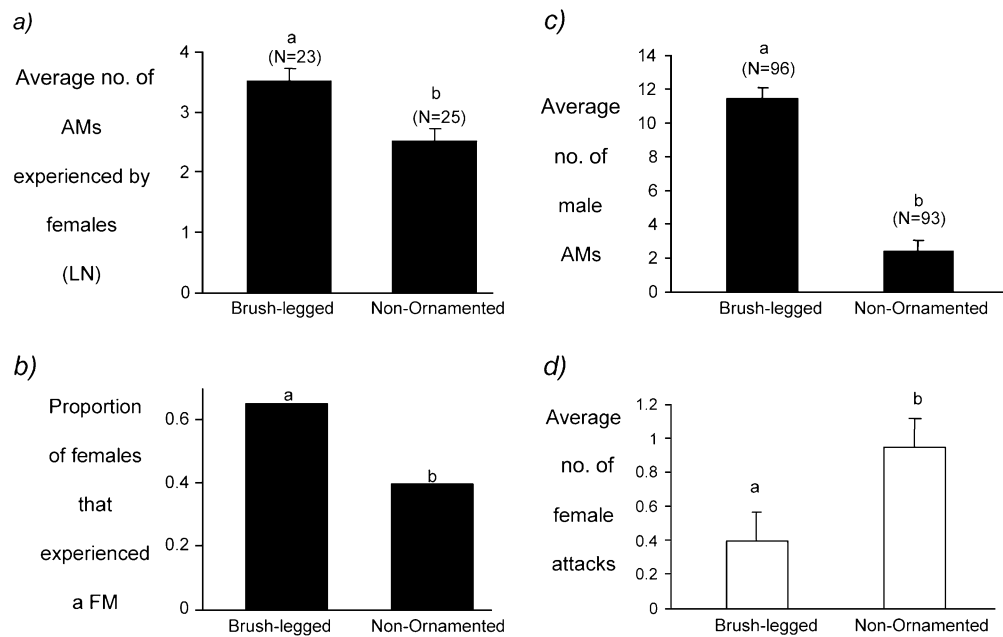 a)
Average no. of
AMs
experienced by
females
(LN)
4
3
2
1
0
a
(N=23)
b
(N=25)
Brush-legged
Non-Ornamented
c)
Average
no. of
male
AMs
14
12
10
8
6
4
2
0
a
(N=96)
b
(N=93)
Brush-legged
Non-Ornamented
b)
Proportion
of females
that
experienced
a FM
0.6
0.4
0.2
0
a
b
Brush-legged
Non-Ornamented
d)
Average
no. of
female
attacks
1.2
1
0.8
0.6
0.4
0.2
0
a
b
Brush-legged
Non-Ornamented